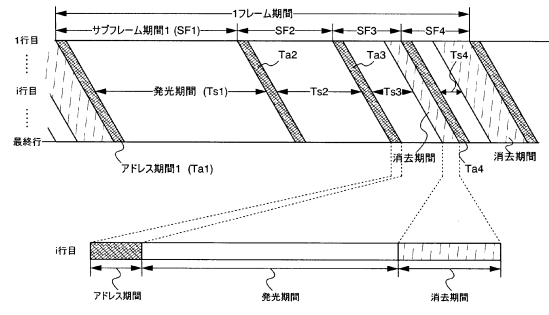 1フレーム期間
サブフレーム期間1 (SF1) SF2 SF3 SF4
1行目
Ta2 Ta3 Ts4
i行目 発光期間 (Ts1) Ts2 Ts3
最終行
消去期間 消去期間
アドレス期間1 (Ta1) Ta4
i行目
アドレス期間 発光期間 消去期間